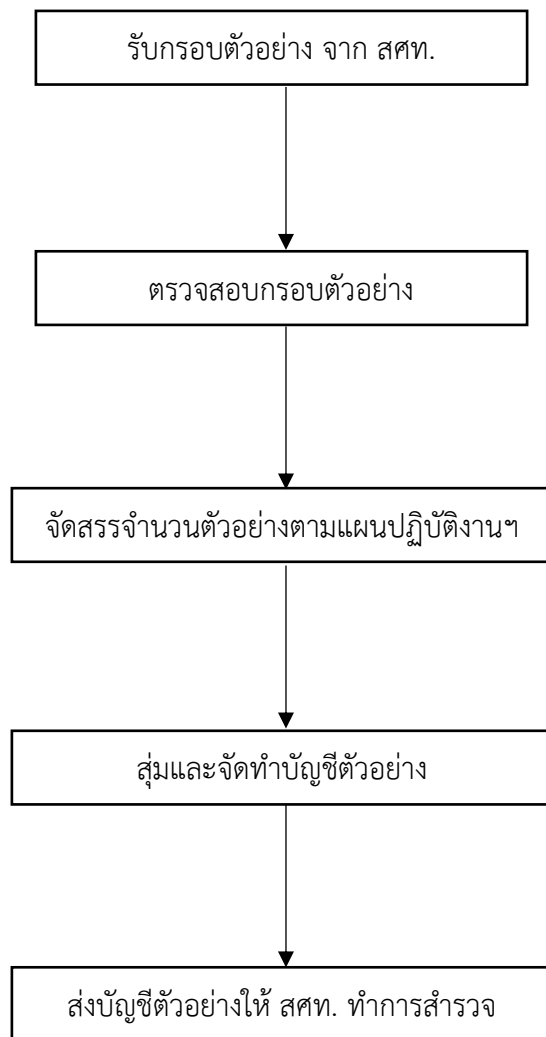 รับกรอบตัวอย่าง จาก สศท.
ตรวจสอบกรอบตัวอย่าง
จัดสรรจำนวนตัวอย่างตามแผนปฏิบัติงานฯ
สุ่มและจัดทำบัญชีตัวอย่าง
ส่งบัญชีตัวอย่างให้ สศท. ทำการสำรวจ